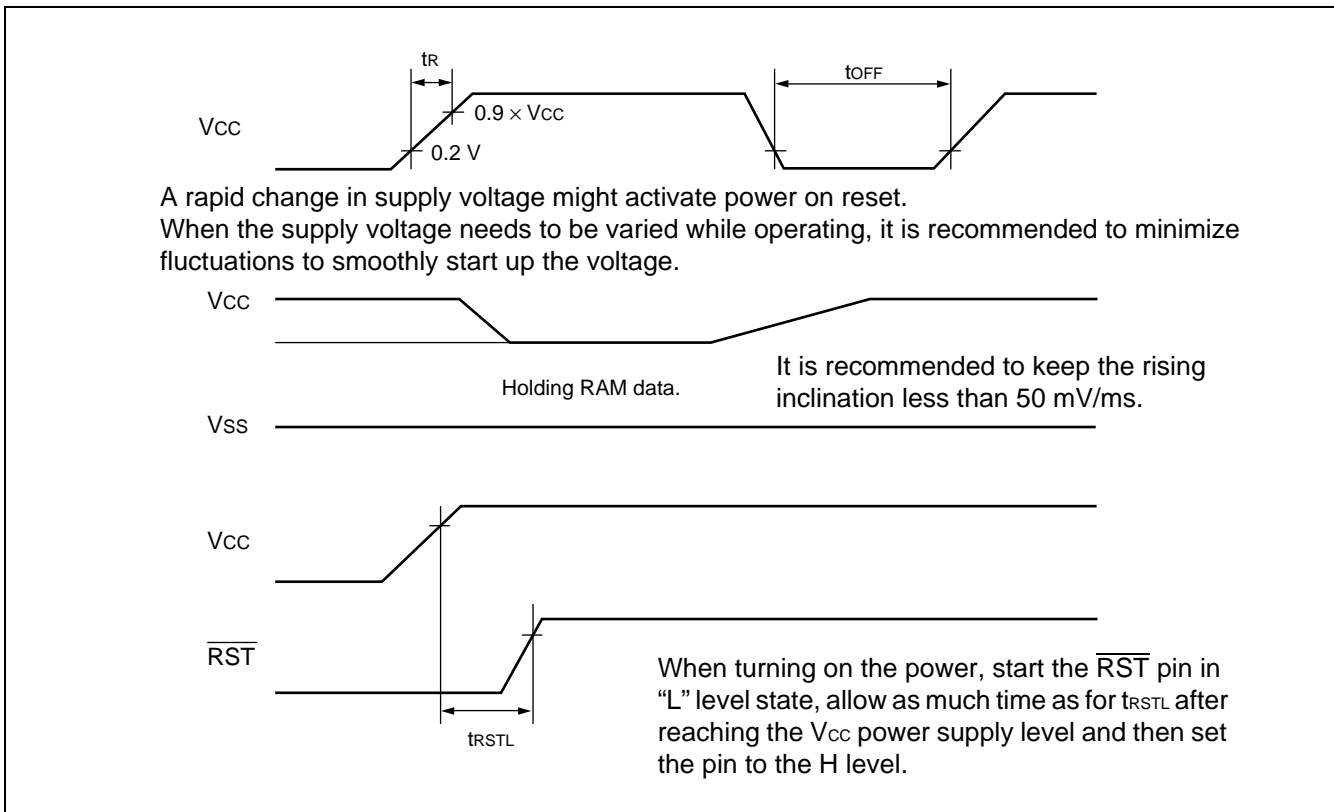 tR
tOFF
VCC
0.9 × VCC
0.2 V
A rapid change in supply voltage might activate power on reset.
When the supply voltage needs to be varied while operating, it is recommended to minimize
fluctuations to smoothly start up the voltage.
VCC
It is recommended to keep the rising
inclination less than 50 mV/ms.
Holding RAM data.
VSS
VCC
R̅S̅T̅
When turning on the power, start the R̅S̅T̅ pin in
“L” level state, allow as much time as for tRSTL after
reaching the VCC power supply level and then set
the pin to the H level.
tRSTL